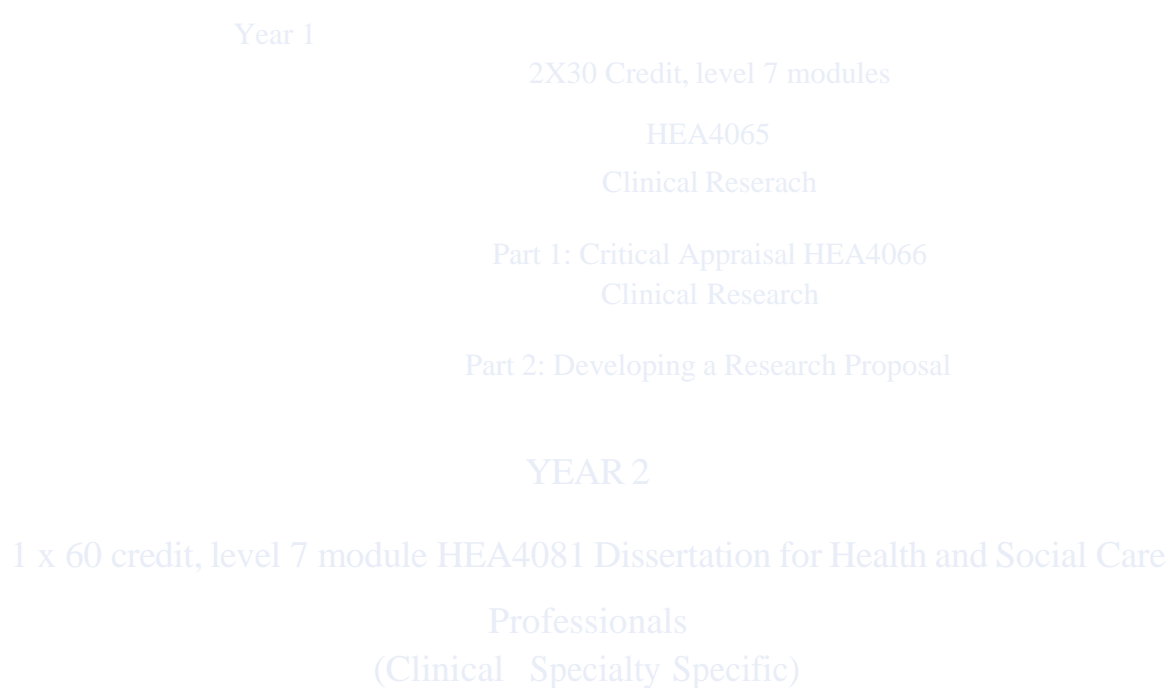 Year 1
2X30 Credit, level 7 modules
HEA4065
Clinical Reserach
Part 1: Critical Appraisal HEA4066
Clinical Research
Part 2: Developing a Research Proposal
YEAR 2
1 x 60 credit, level 7 module HEA4081 Dissertation for Health and Social Care
Professionals
(Clinical Specialty Specific)